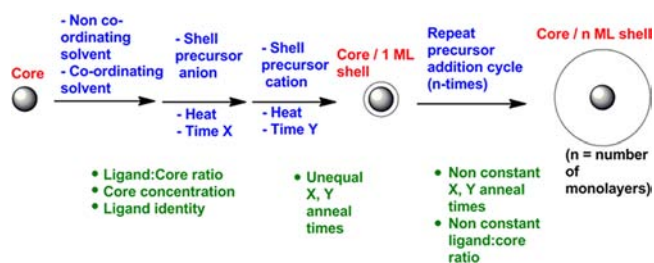 Core
- Non co-
ordinating
solvent
- Co-ordinating
solvent
- Shell
precursor
anion
- Heat
- Time X
- Shell
precursor
cation
- Heat
- Time Y
Core / 1 ML
shell
Repeat
precursor
addition cycle
(n-times)
Core / n ML shell
(n = number
of
monolayers)
• Ligand:Core ratio
• Core concentration
• Ligand identity
• Unequal
X, Y
anneal
times
• Non constant
X, Y anneal
times
• Non constant
ligand:core
ratio